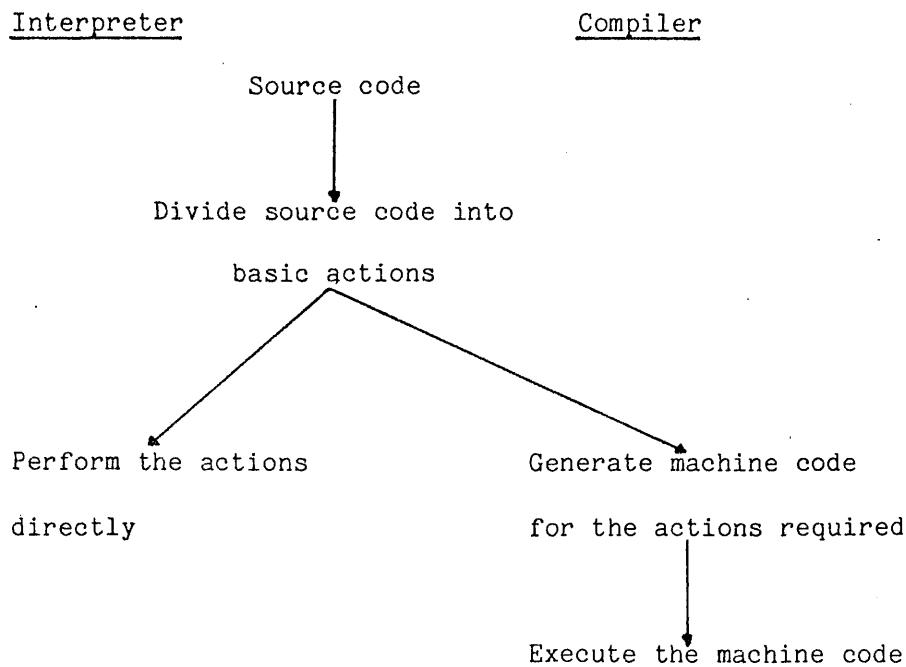 Interpreter
Compiler
Source code
Divide source code into
basic actions
Perform the actions
directly
Generate machine code
for the actions required
Execute the machine code